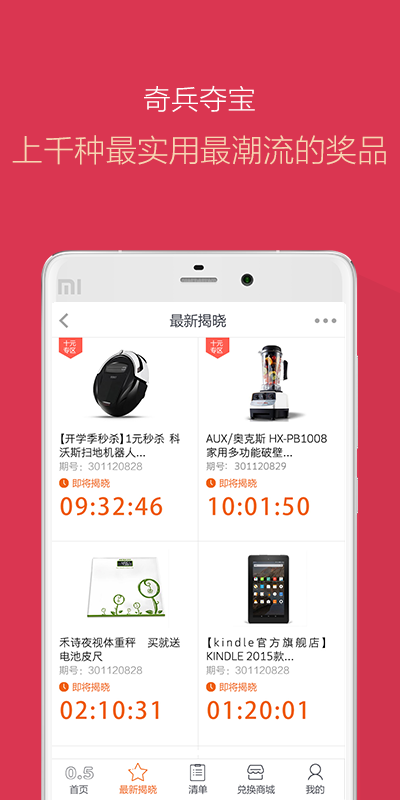 奇兵夺宝
上千种最实用最潮流的奖品
mi
最新揭晓
十元
专区
【开学季秒杀】1元秒杀 科
沃斯扫地机器人...
期号: 301120828
即将揭晓
09:32:46
十元
专区
AUX/奥克斯 HX-PB1008
家用多功能破壁...
期号: 301120829
即将揭晓
10:01:50
禾诗夜视体重秤 买就送
电池皮尺
期号: 301120828
即将揭晓
02:10:31
【kindle官方旗舰店】
KINDLE 2015款...
期号: 301120828
即将揭晓
01:20:01
0.5
首页
最新揭晓
清单
兑换商城
我的